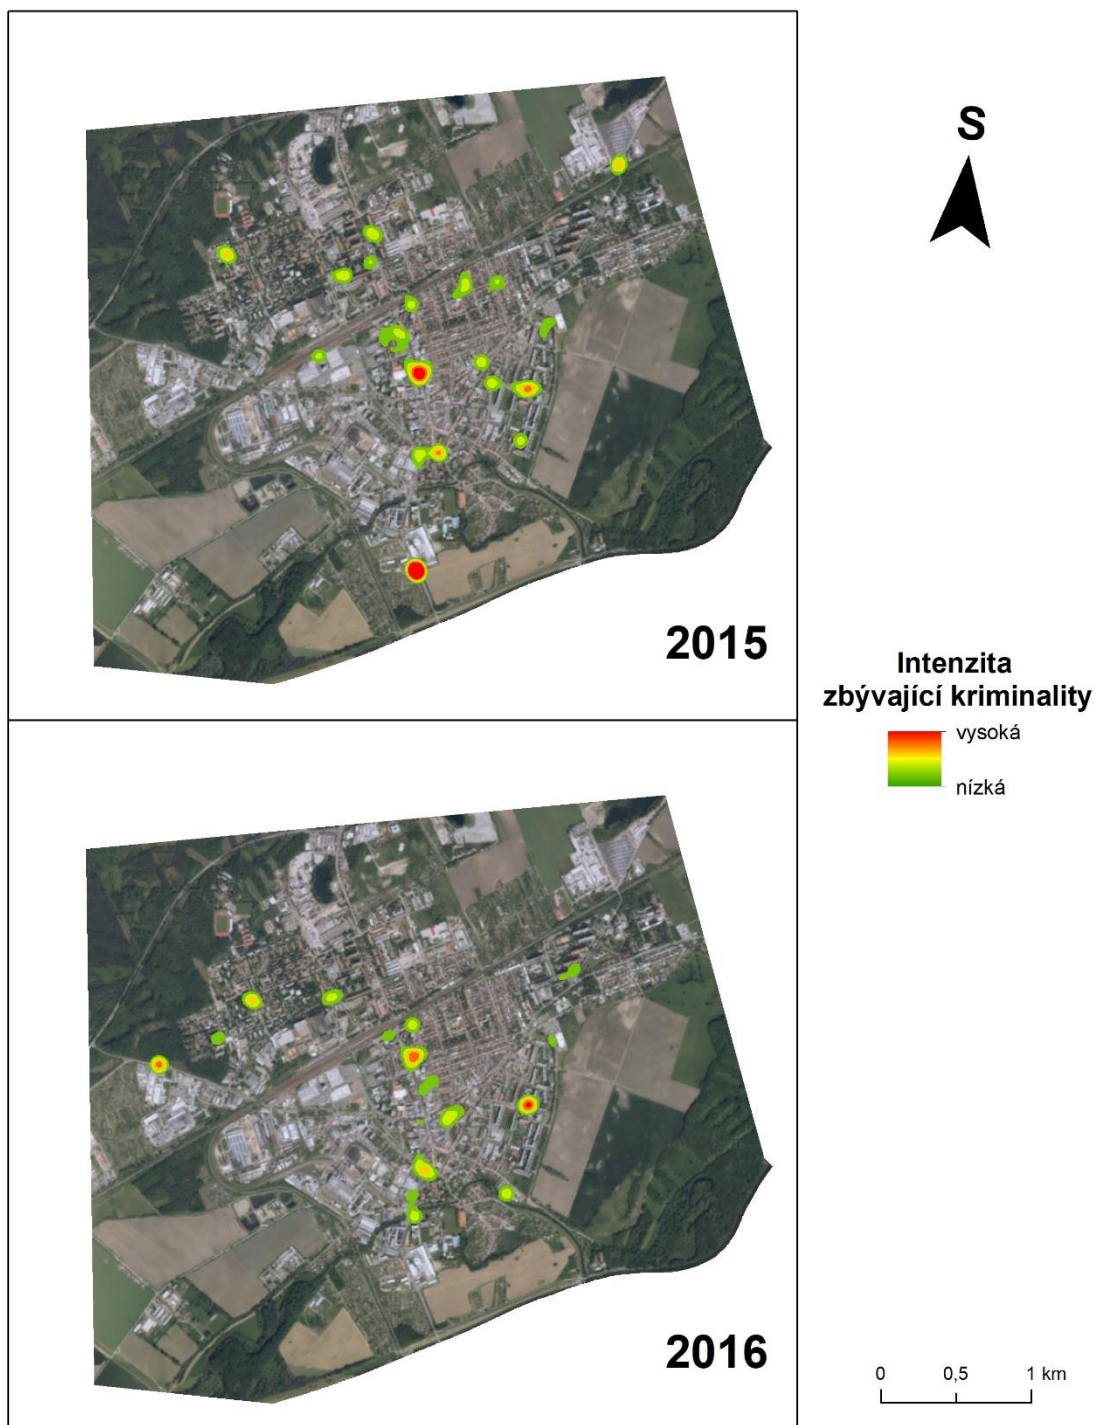 S
2015
Intenzita
zbývající kriminality
vysoká
nízká
2016
0 0,5 1 km